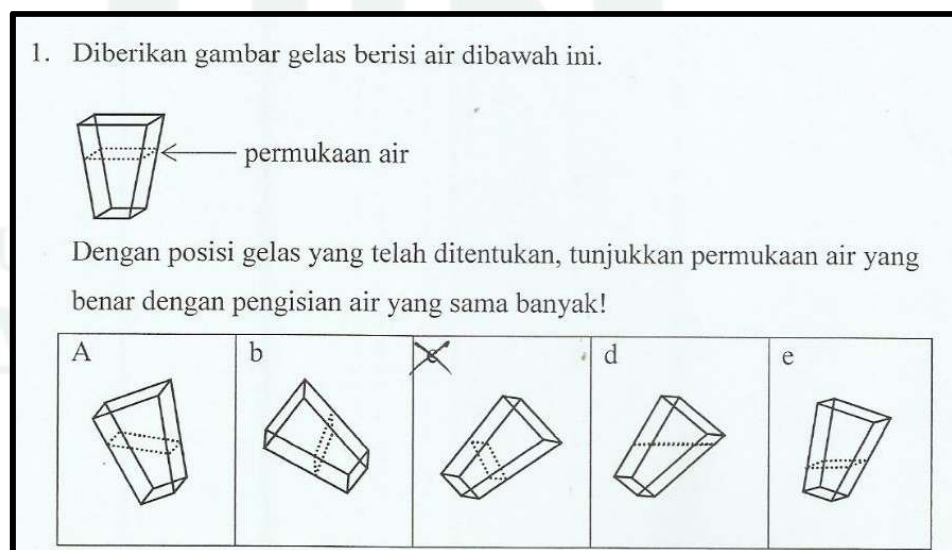 1. Diberikan gambar gelas berisi air dibawah ini.
permukaan air
Dengan posisi gelas yang telah ditentukan, tunjukkan permukaan air yang
benar dengan pengisian air yang sama banyak!
A b c d e